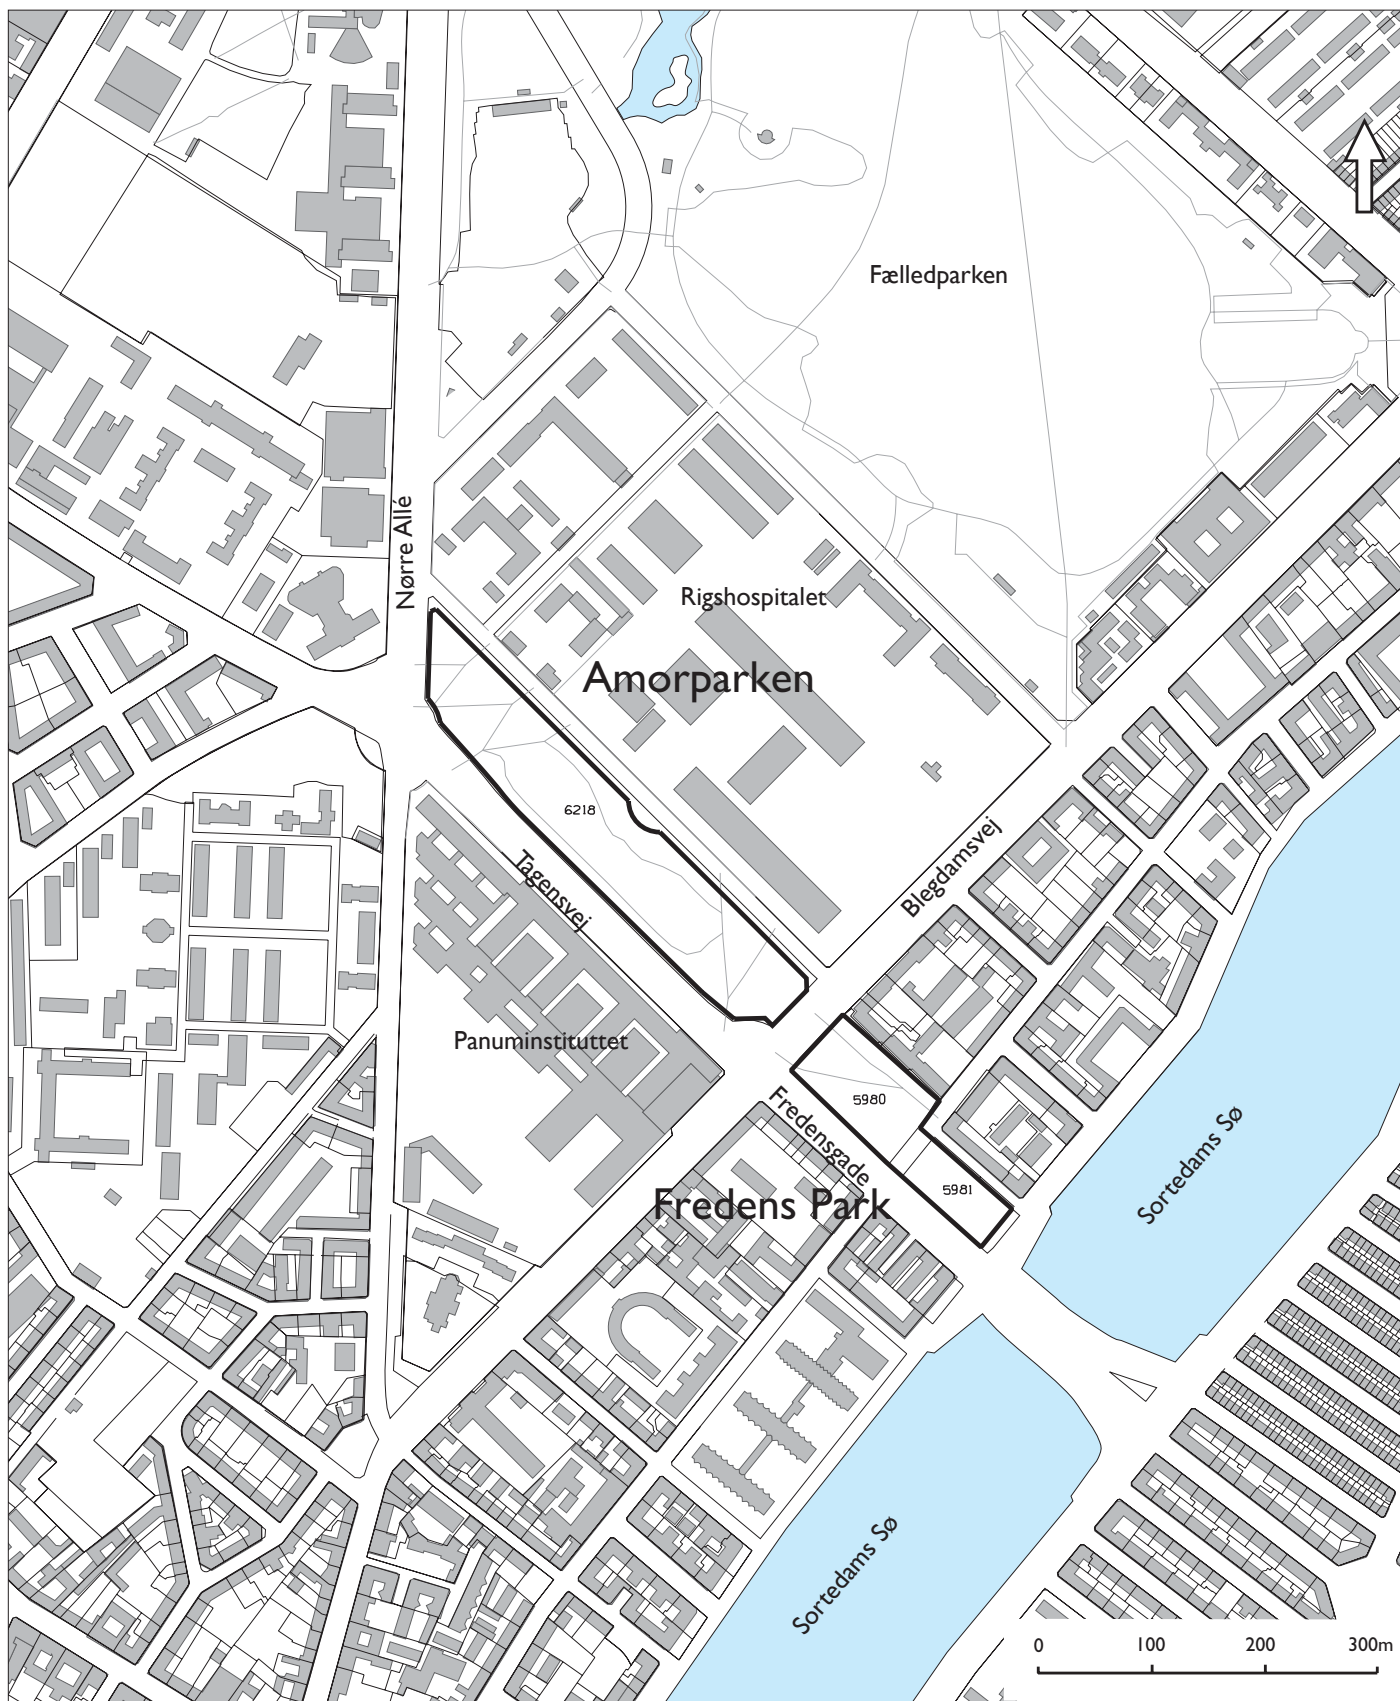 Fælledparken
Nørre Allé
Rigshospitalet
Amorparken
6218
Tagensvej
Blegdamsvej
Panuminstituttet
5980
Fredensgade
5981
Fredens Park
Sortedams Sø
Sortedams Sø
0 100 200 300m